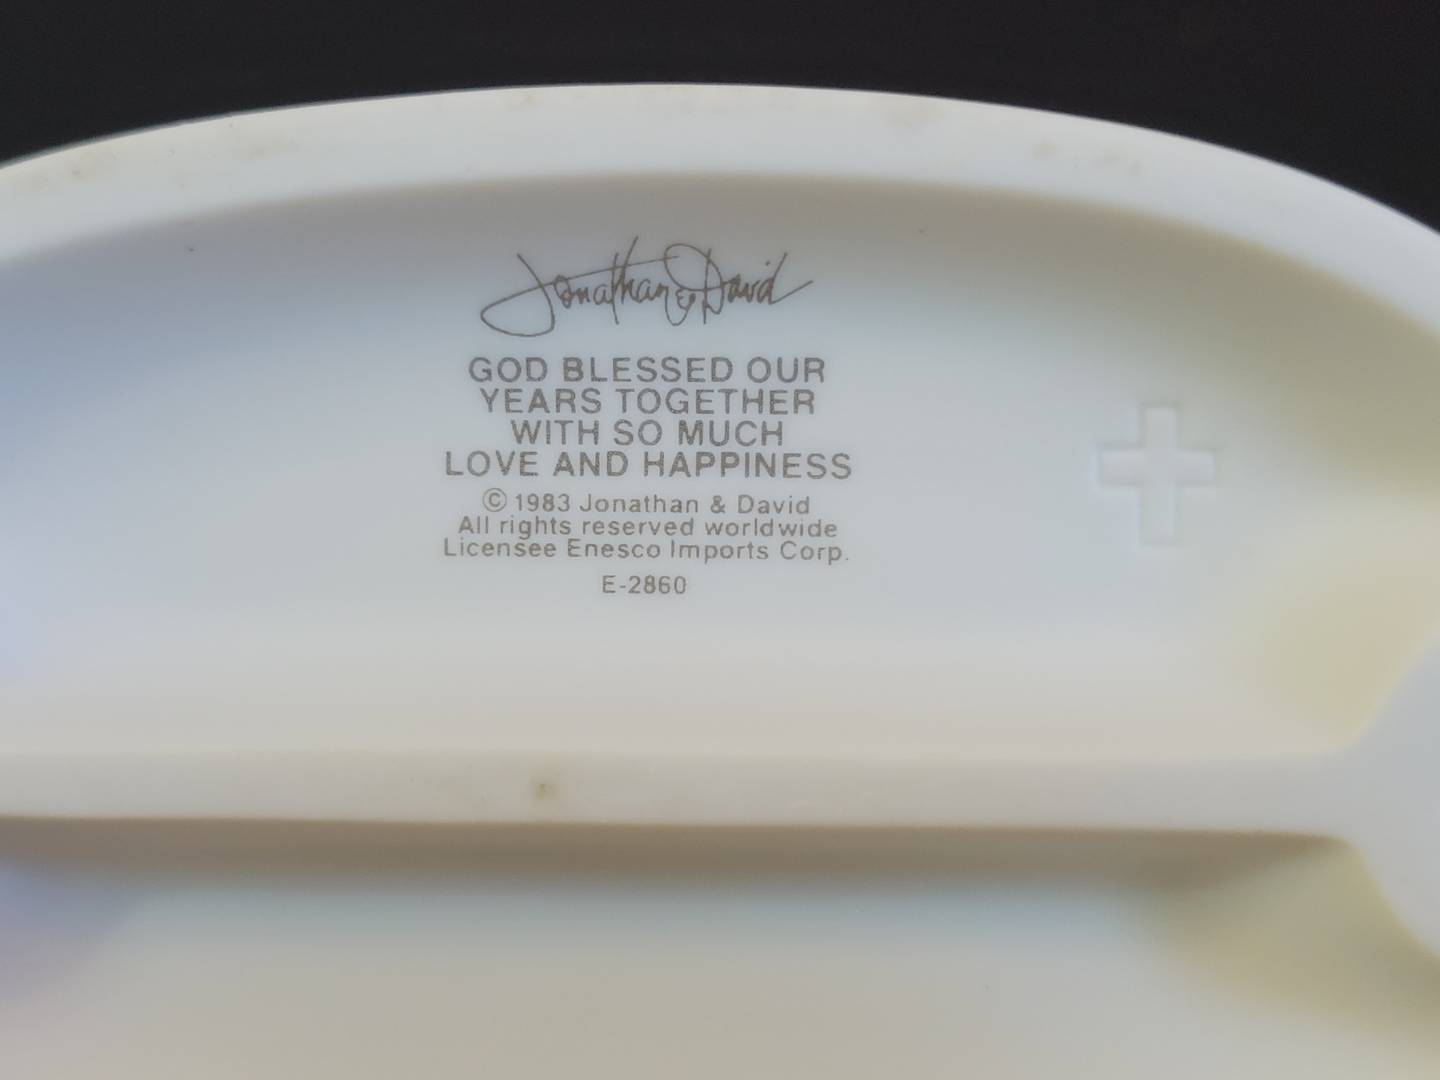 Jonathan & David
GOD BLESSED OUR
YEARS TOGETHER
WITH SO MUCH
LOVE AND HAPPINESS
© 1983 Jonathan & David
All rights reserved worldwide
Licensee Enesco Imports Corp.
E-2860